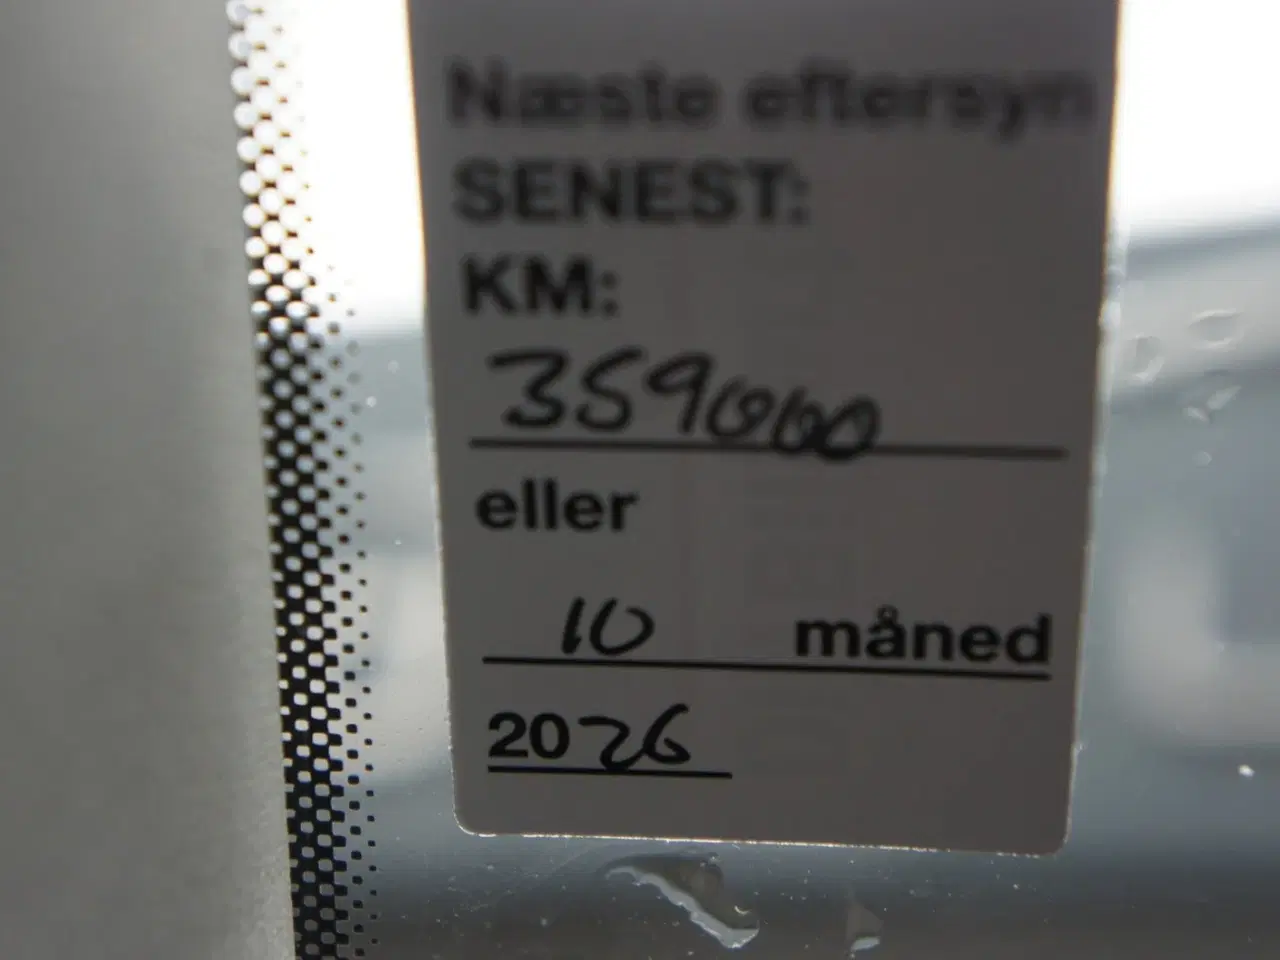 Næste eftersyn
SENEST:
KM:
359000
eller
10 måned
2026